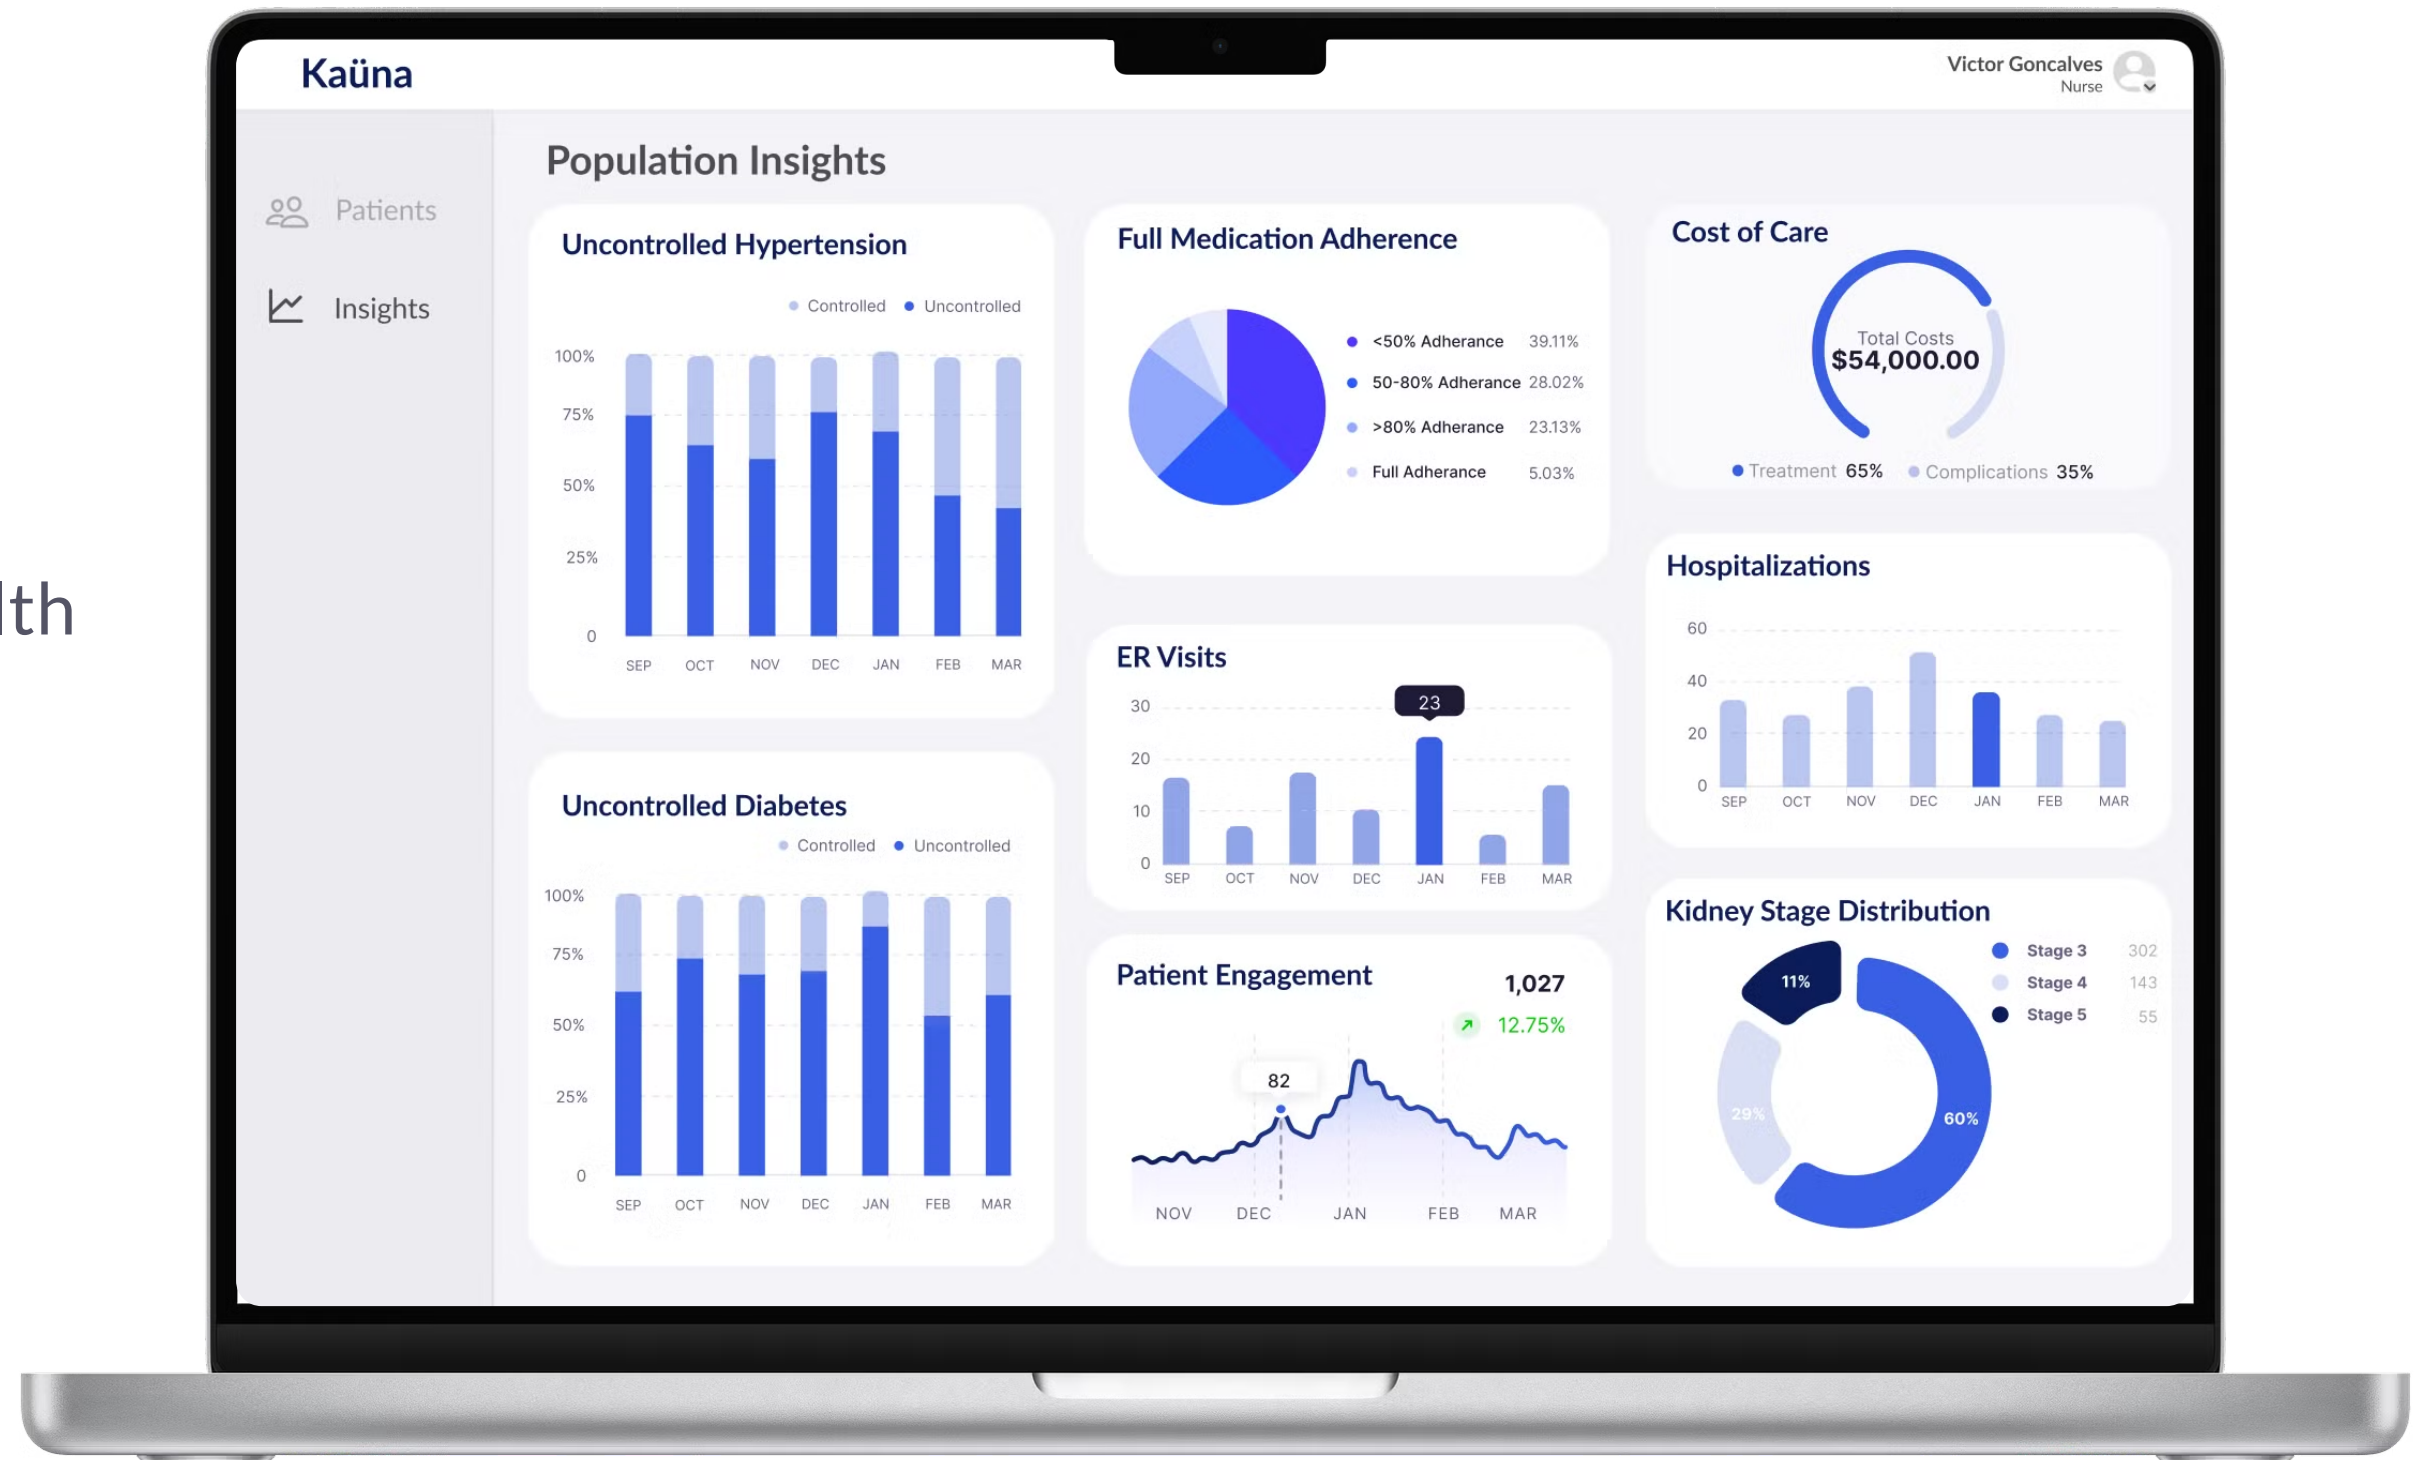 Kaüna
Victor Goncalves
Nurse
lth
Patients
Insights
Population Insights
Uncontrolled Hypertension
Controlled Uncontrolled
100%
75%
50%
25%
0
SEP OCT NOV DEC JAN FEB MAR
Uncontrolled Diabetes
Controlled Uncontrolled
100%
75%
50%
25%
0
SEP OCT NOV DEC JAN FEB MAR
Full Medication Adherence
<50% Adherance 39.11%
50-80% Adherance 28.02%
>80% Adherance 23.13%
Full Adherance 5.03%
ER Visits
23
30
20
10
0
SEP OCT NOV DEC JAN FEB MAR
Patient Engagement
1,027
12.75%
82
NOV DEC JAN FEB MAR
Cost of Care
Total Costs
$54,000.00
Treatment 65% Complications 35%
Hospitalizations
60
40
20
0
SEP OCT NOV DEC JAN FEB MAR
Kidney Stage Distribution
Stage 3 302
Stage 4 143
Stage 5 55
11%
29%
60%